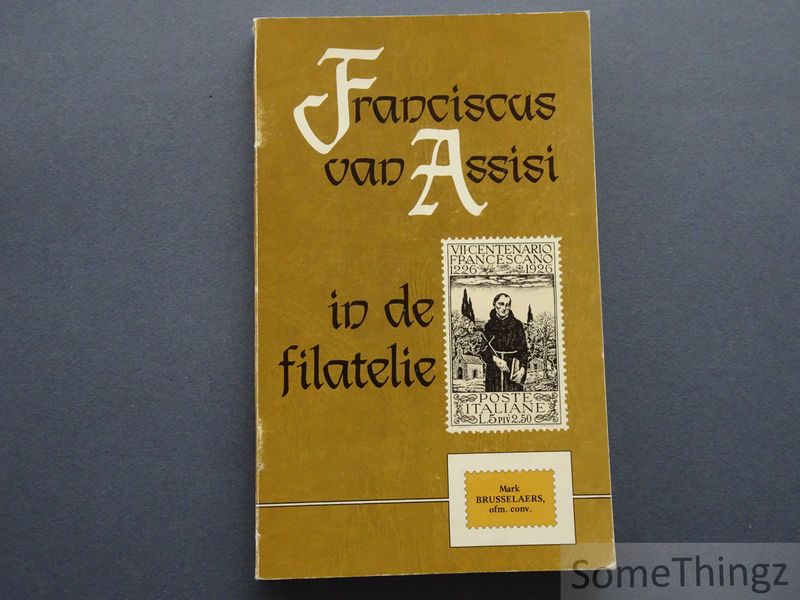 Franciscus
van Assisi
in de
filatelie
VII CENTENARIO
FRANCESCANO
1226 1926
POSTE
ITALIANE
L.5 PIV 2.50
Mark
BRUSSELAERS,
ofm. conv.
SomeThingz